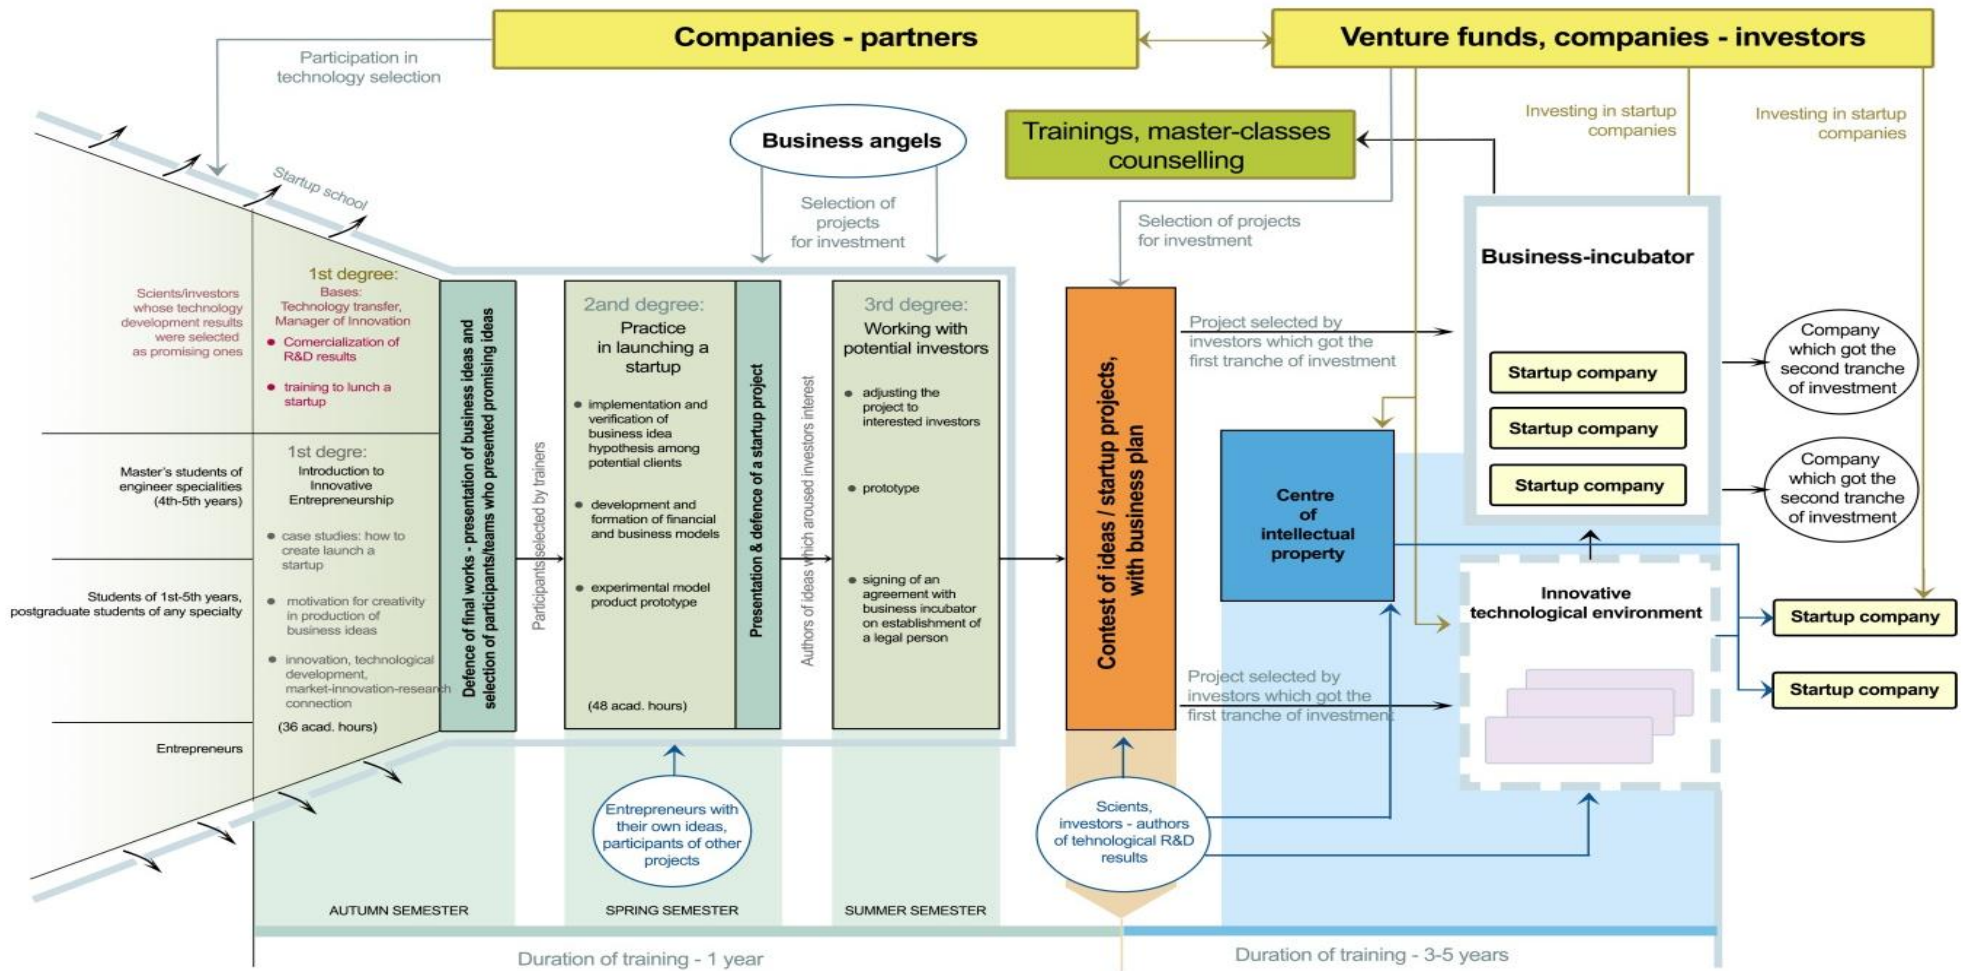 Companies - partners
Venture funds, companies - investors
Participation in
technology selection
Business angels
Trainings, master-classes
counselling
Investing in startup
companies
Investing in startup
companies
Startup school
Selection of
projects
for investment
Selection of projects
for investment
Business-incubator
Scients/investors
whose technology
development results
were selected
as promising ones
1st degree:
Bases:
Technology transfer,
Manager of Innovation
Comercialization of
R&D results
training to lunch a
startup
Master's students of
engineer specialities
(4th-5th years)
Students of 1st-5th years,
postgraduate students of any specialty
Entrepreneurs
1st degre:
Introduction to
Innovative
Entrepreneurship
case studies: how to
create launch a
startup
motivation for creativity
in production of
business ideas
innovation, technological
development,
market-innovation-research
connection
(36 acad. hours)
Defence of final works - presentation of business ideas and
selection of participants/teams who presented promising ideas
Participants selected by trainers
2and degree:
Practice
in launching a
startup
implementation and
verification of
business idea
hypothesis among
potential clients
development and
formation of financial
and business models
experimental model
product prototype
(48 acad. hours)
Presentation & defence of a startup project
Authors of ideas which aroused investors interest
3rd degree:
Working with
potential investors
adjusting the
project to
interested investors
prototype
signing of an
agreement with
business incubator
on establishment of
a legal person
Contest of ideas / startup projects,
with business plan
Project selected by
investors which got the
first tranche of investment
Startup company
Startup company
Startup company
Company
which got the
second tranche
of investment
Company
which got the
second tranche
of investment
Centre
of
intellectual
property
Innovative
technological environment
Startup company
Startup company
Project selected by
investors which got the
first tranche of investment
Entrepreneurs with
their own ideas,
participants of other
projects
Scients,
investors - authors
of tehnological R&D
results
AUTUMN SEMESTER
SPRING SEMESTER
SUMMER SEMESTER
Duration of training - 1 year
Duration of training - 3-5 years